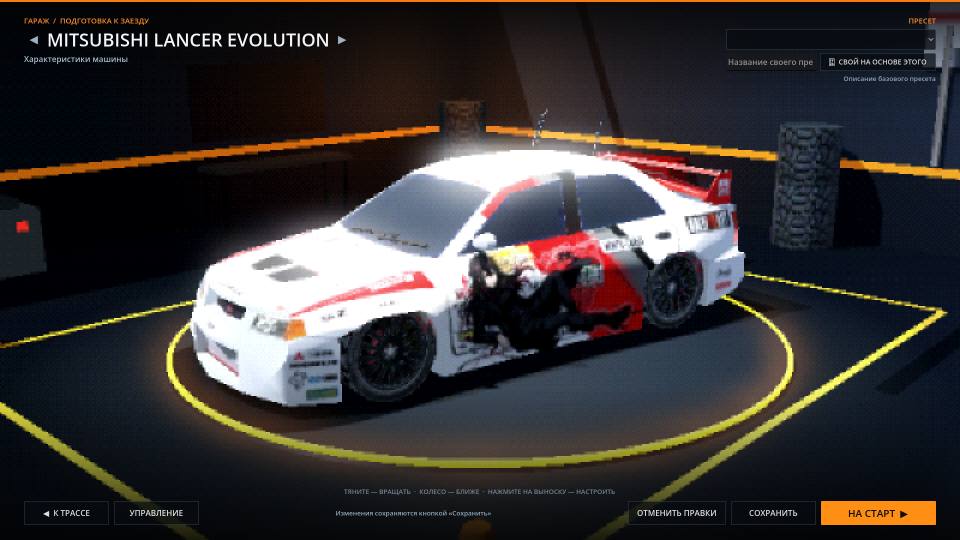 ГАРАЖ / ПОДГОТОВКА К ЗАЕЗДУ
◄ MITSUBISHI LANCER EVOLUTION ►
Характеристики машины
ПРЕСЕТ
Название своего пре
СВОЙ НА ОСНОВЕ ЭТОГО
Описание базового пресета
ТЯНИТЕ — ВРАЩАТЬ · КОЛЕСО — БЛИЖЕ · НАЖМИТЕ НА ВЫНОСКУ — НАСТРОИТЬ
◄ К ТРАССЕ
УПРАВЛЕНИЕ
Изменения сохраняются кнопкой «Сохранить»
ОТМЕНИТЬ ПРАВКИ
СОХРАНИТЬ
НА СТАРТ ►